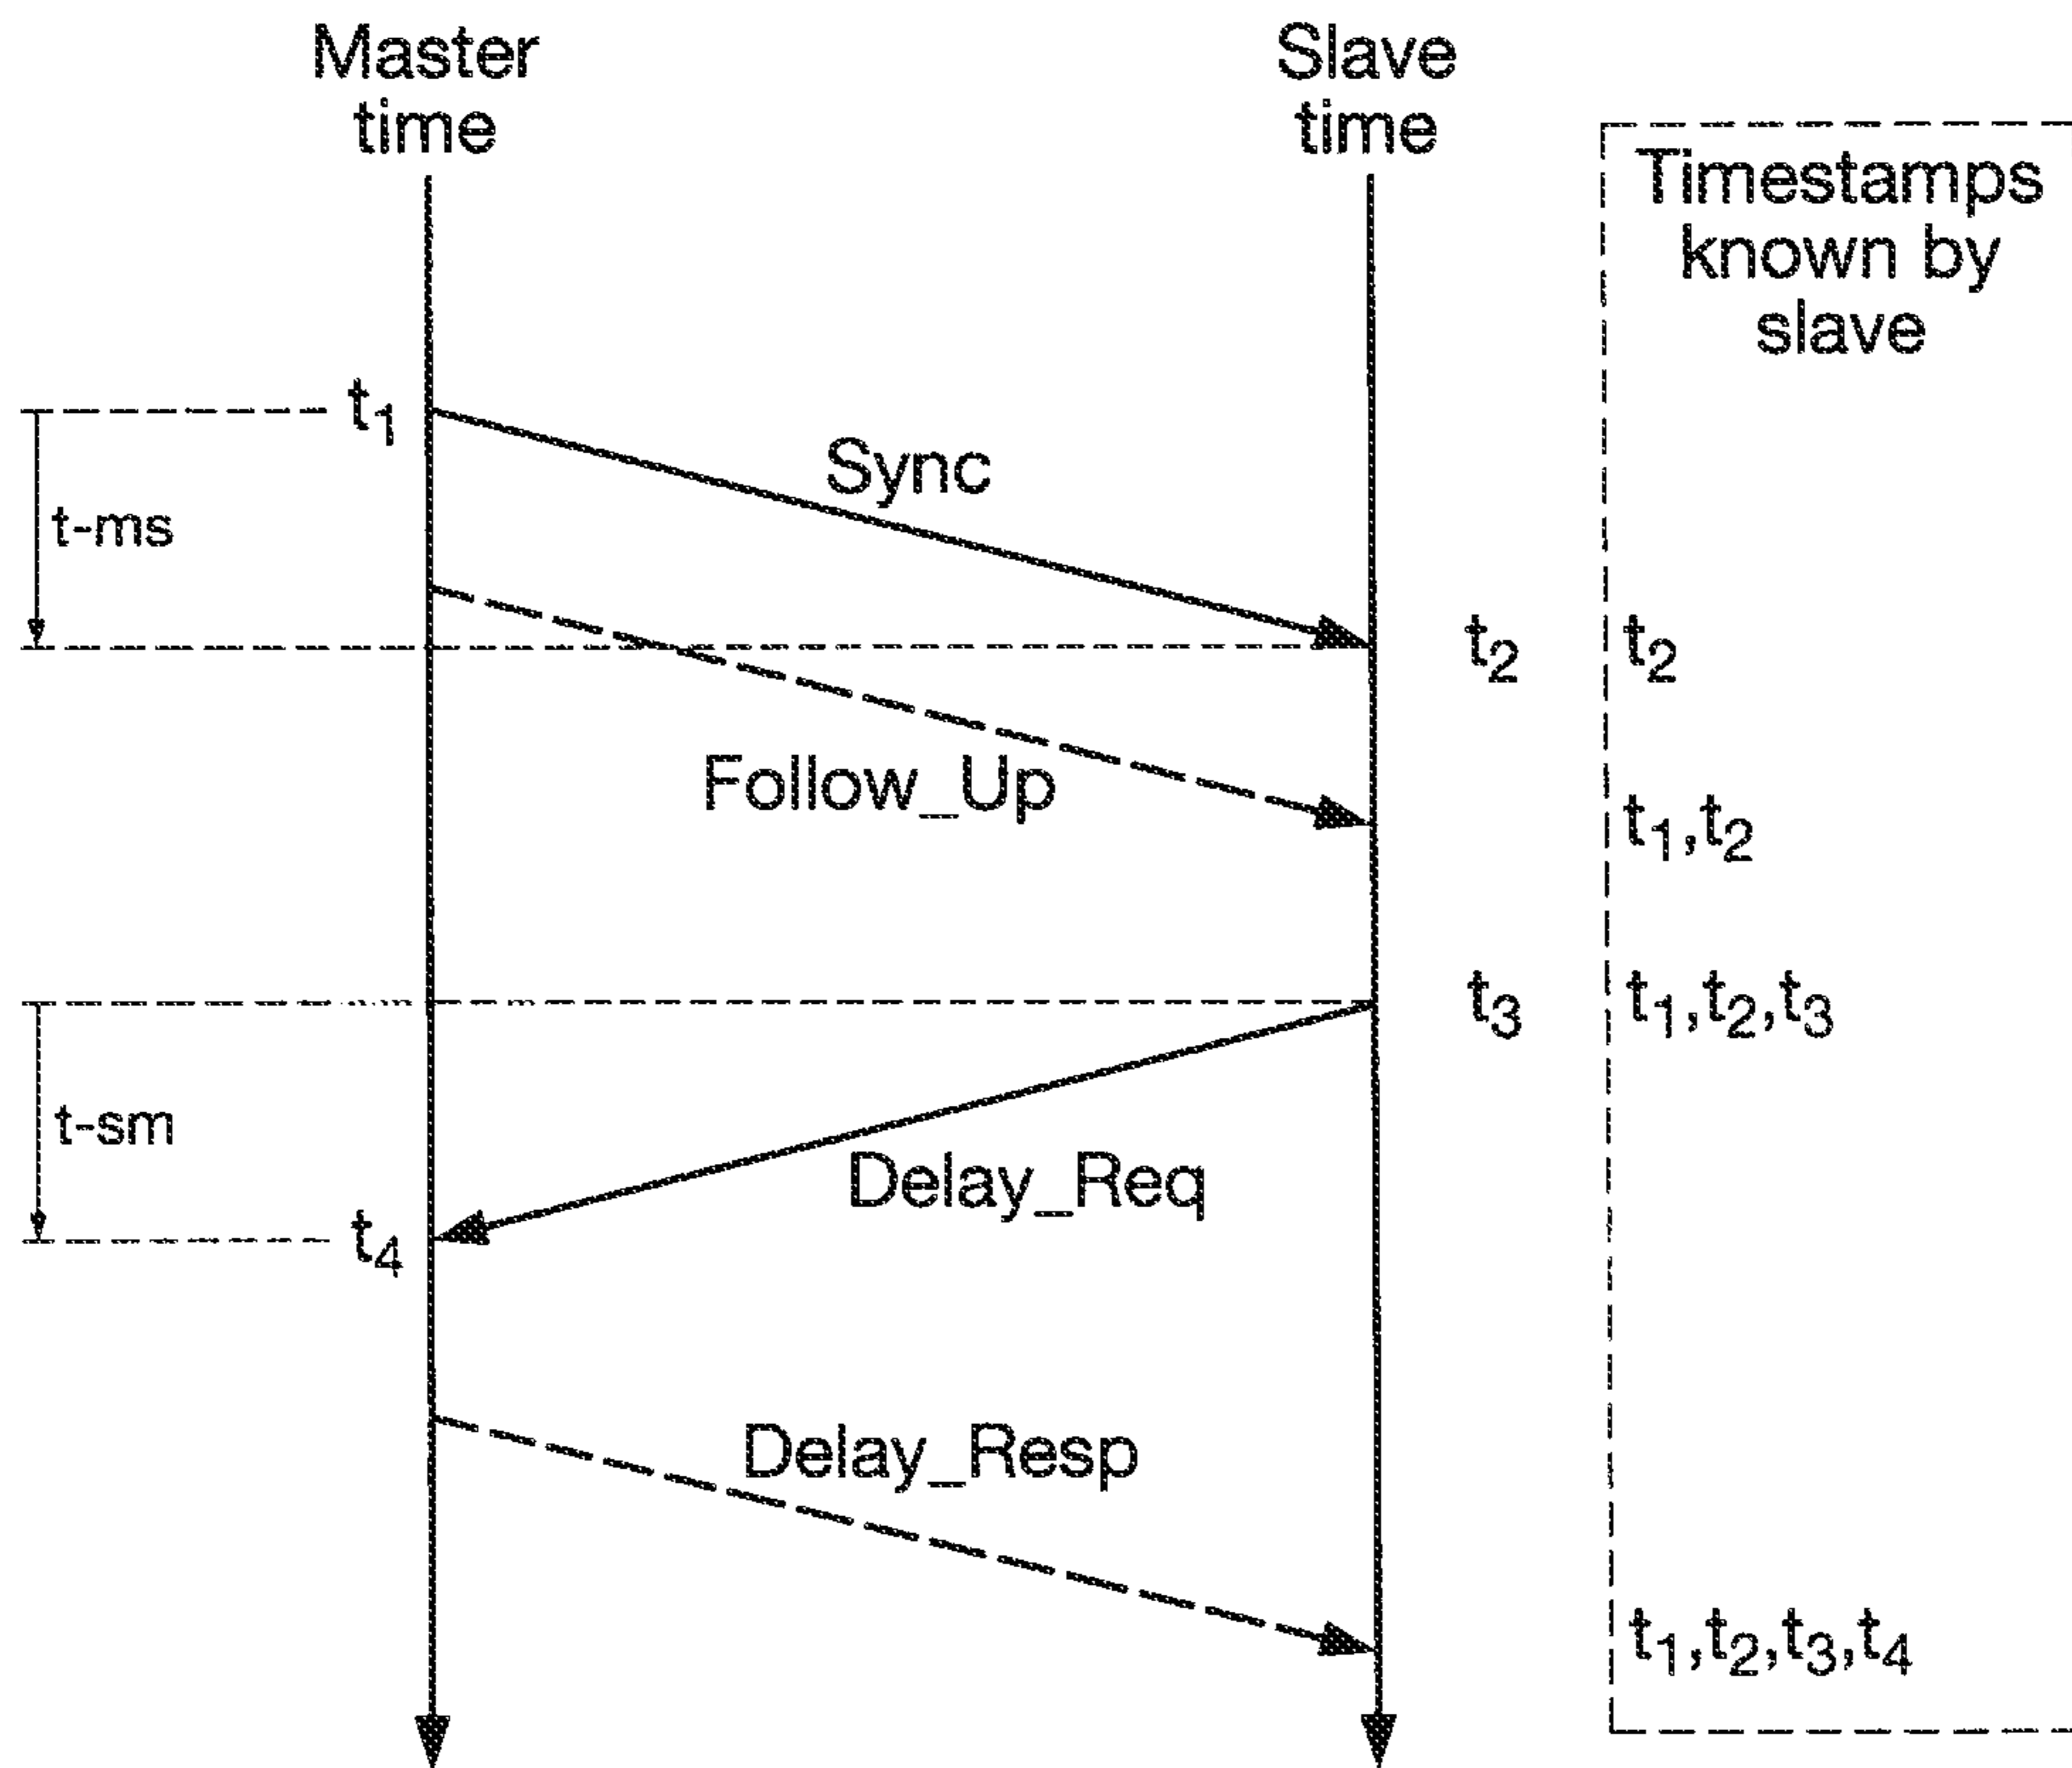 Master
time
Slave
time
Timestamps
known by
slave
t₁
Sync
t-ms
t₂
t₂
Follow_Up
t₁,t₂
t₃
t₁,t₂,t₃
t-sm
Delay_Req
t₄
Delay_Resp
t₁,t₂,t₃,t₄